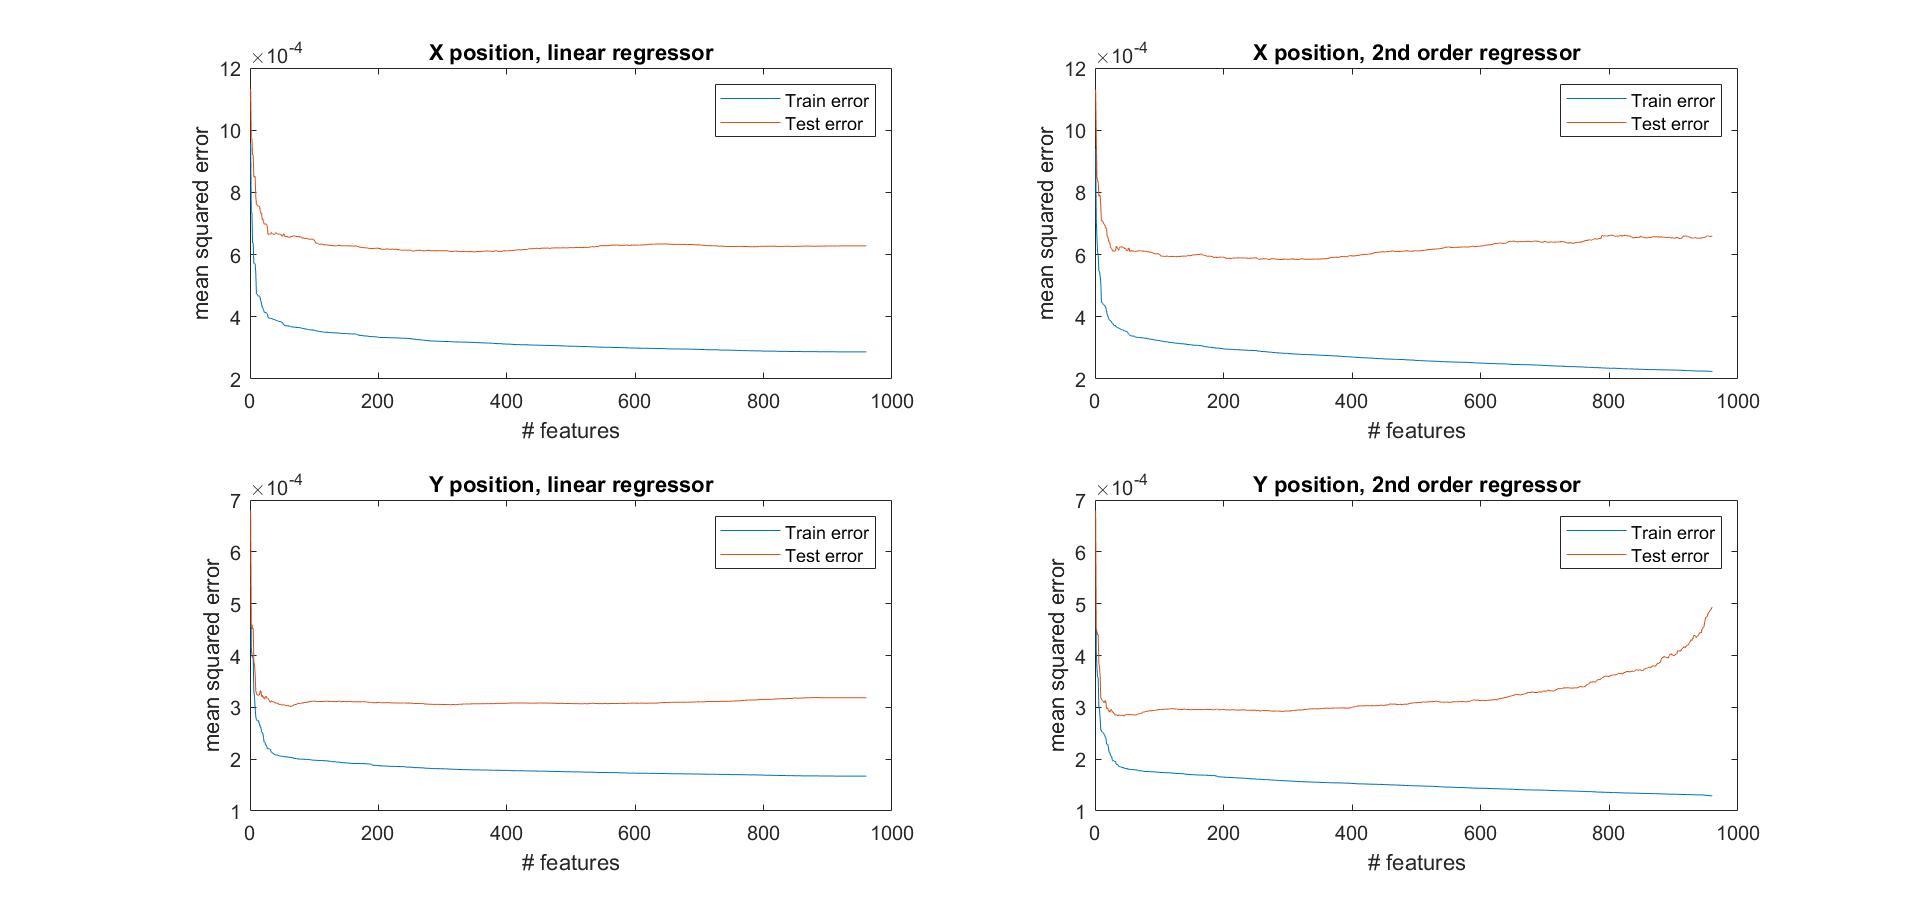 X position, linear regressor
×10-4
12
10
8
6
4
2
mean squared error
0 200 400 600 800 1000
# features
Train error
Test error
X position, 2nd order regressor
×10-4
12
10
8
6
4
2
mean squared error
0 200 400 600 800 1000
# features
Train error
Test error
Y position, linear regressor
×10-4
7
6
5
4
3
2
1
mean squared error
0 200 400 600 800 1000
# features
Train error
Test error
Y position, 2nd order regressor
×10-4
7
6
5
4
3
2
1
mean squared error
0 200 400 600 800 1000
# features
Train error
Test error